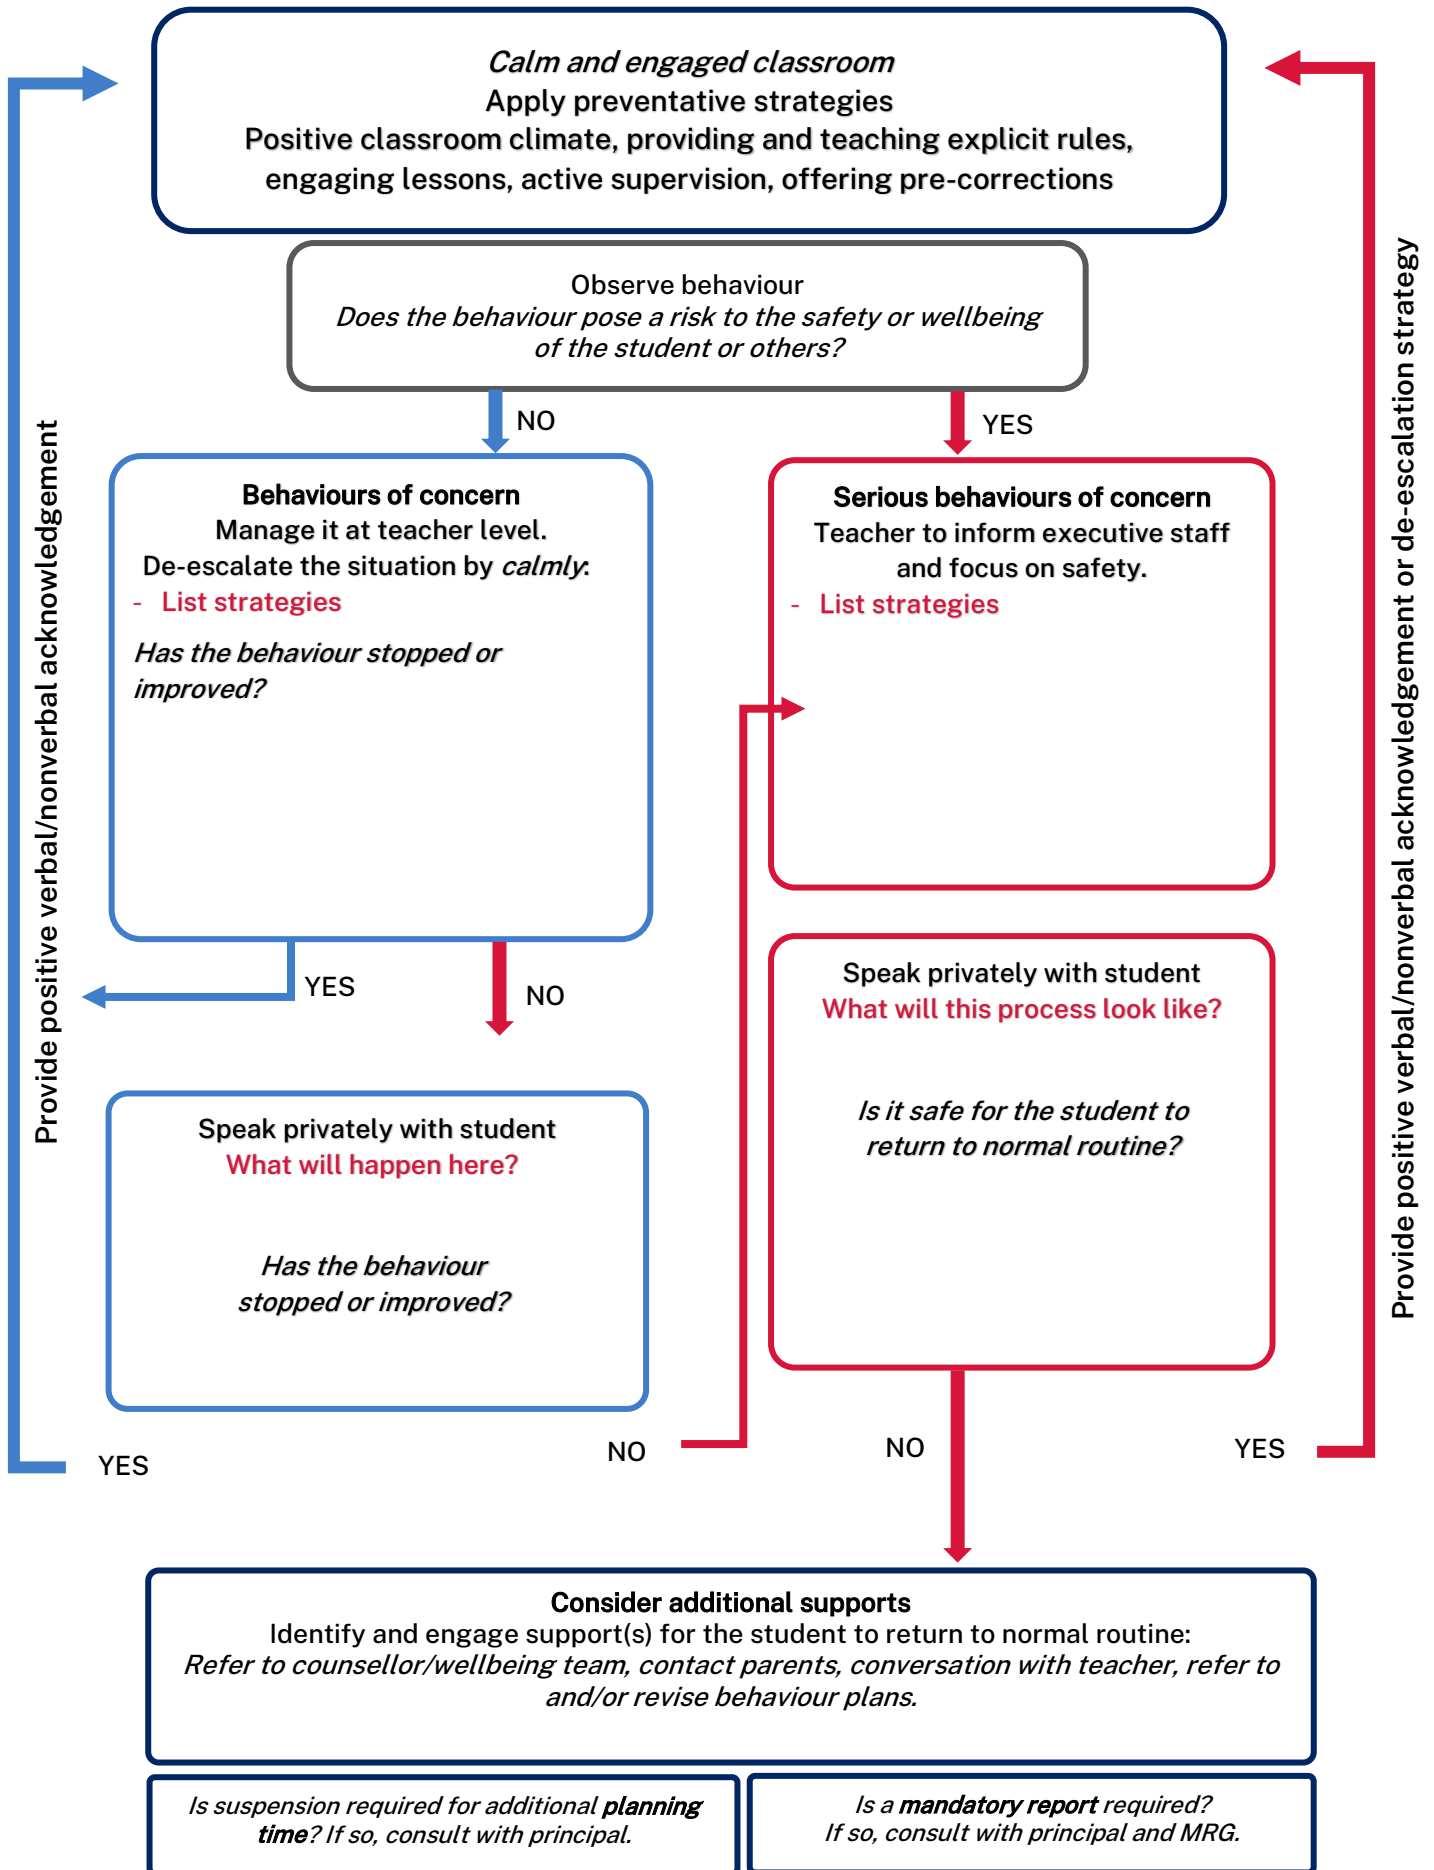 Calm and engaged classroom
Apply preventative strategies
Positive classroom climate, providing and teaching explicit rules,
engaging lessons, active supervision, offering pre-corrections
Observe behaviour
Does the behaviour pose a risk to the safety or wellbeing
of the student or others?
NO
YES
Behaviours of concern
Manage it at teacher level.
De-escalate the situation by calmly:
- List strategies
Has the behaviour stopped or
improved?
Serious behaviours of concern
Teacher to inform executive staff
and focus on safety.
- List strategies
YES
NO
Speak privately with student
What will happen here?
Has the behaviour
stopped or improved?
Speak privately with student
What will this process look like?
Is it safe for the student to
return to normal routine?
YES
NO
NO
YES
Provide positive verbal/nonverbal acknowledgement
Provide positive verbal/nonverbal acknowledgement or de-escalation strategy
Consider additional supports
Identify and engage support(s) for the student to return to normal routine:
Refer to counsellor/wellbeing team, contact parents, conversation with teacher, refer to
and/or revise behaviour plans.
Is suspension required for additional planning
time? If so, consult with principal.
Is a mandatory report required?
If so, consult with principal and MRG.